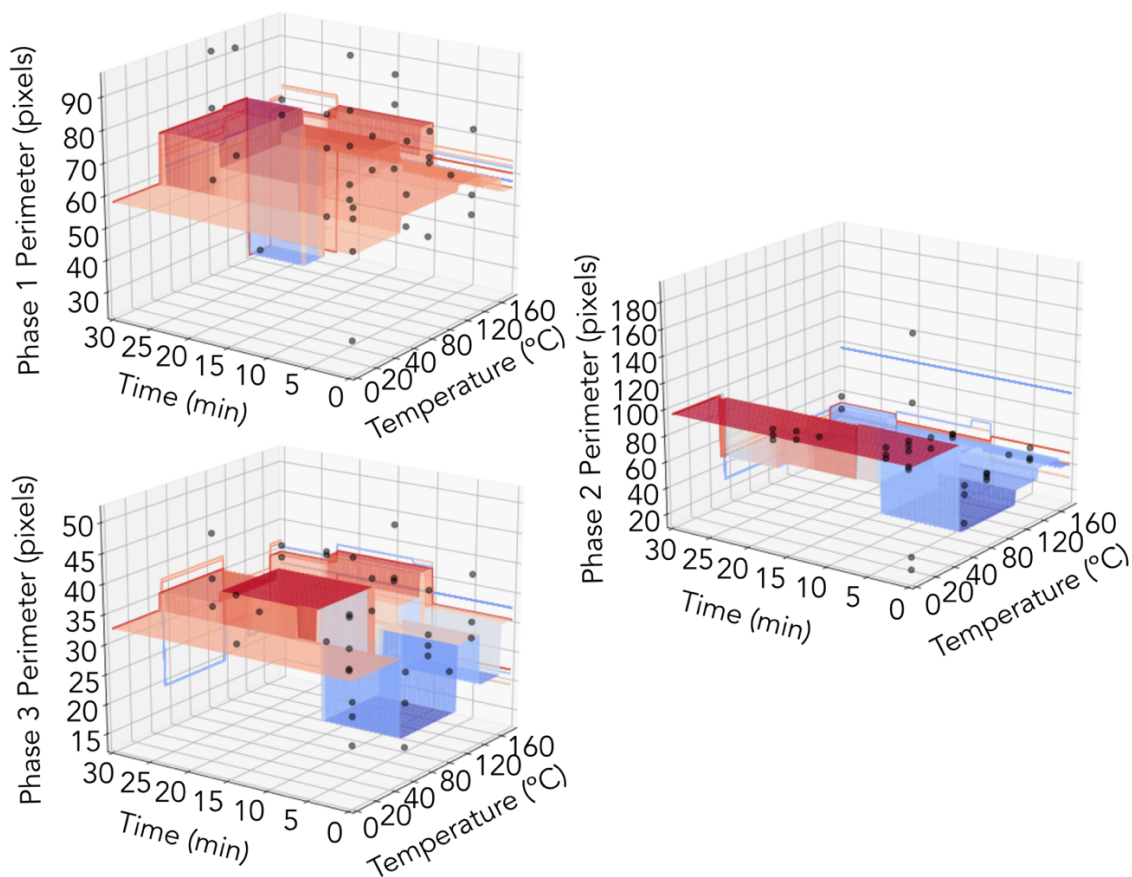 Phase 1 Perimeter (pixels)
90
80
70
60
50
40
30
30 25 20 15 10 5 0
Time (min)
0 20 40 80 120 160
Temperature (°C)
Phase 2 Perimeter (pixels)
180
160
140
120
100
80
60
40
20
30 25 20 15 10 5 0
Time (min)
0 20 40 80 120 160
Temperature (°C)
Phase 3 Perimeter (pixels)
50
45
40
35
30
25
20
15
30 25 20 15 10 5 0
Time (min)
0 20 40 80 120 160
Temperature (°C)